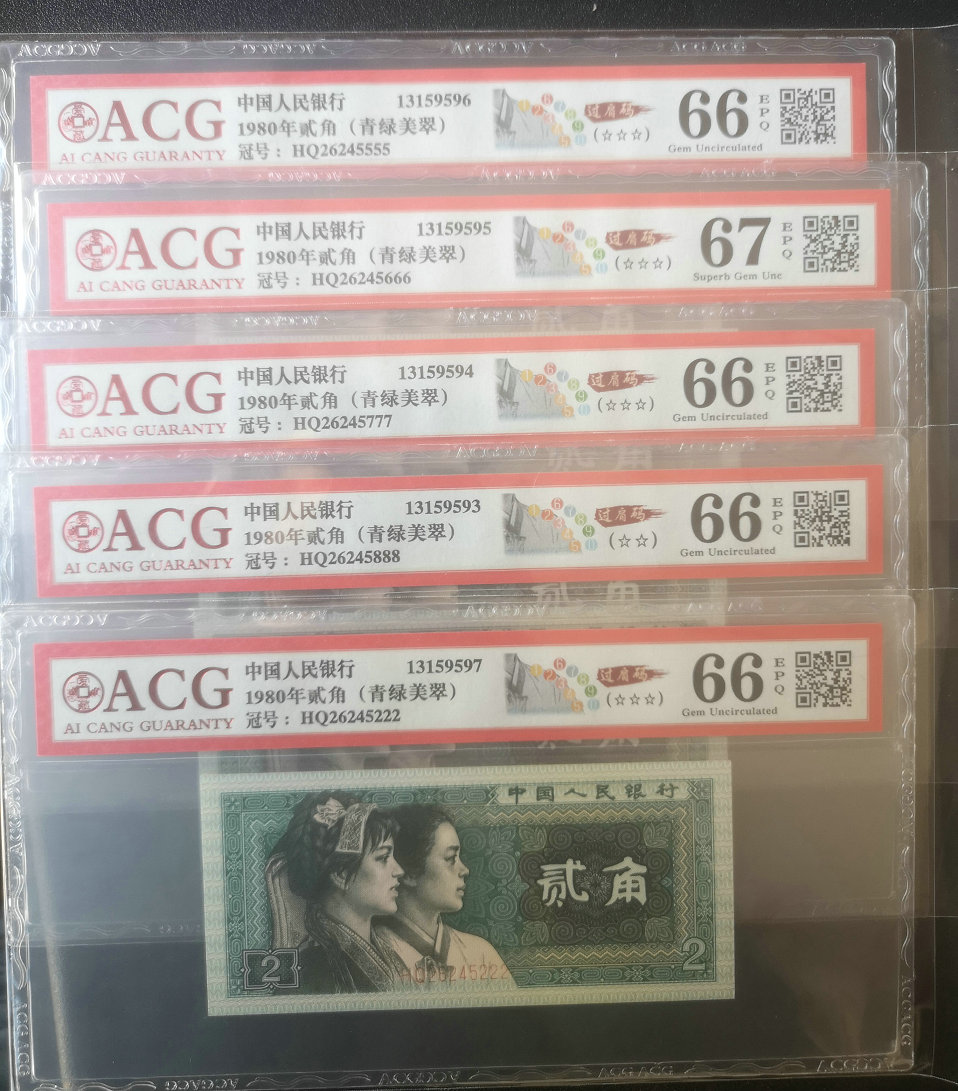 ACG
AI CANG GUARANTY
中国人民银行 13159596
1980年贰角（青绿美翠）
冠号： HQ26245555
过肩码
(☆☆☆)
66 EPQ
Gem Uncirculated
ACG
AI CANG GUARANTY
中国人民银行 13159595
1980年贰角（青绿美翠）
冠号： HQ26245666
过肩码
(☆☆☆)
67 EPQ
Superb Gem Unc
ACG
AI CANG GUARANTY
中国人民银行 13159594
1980年贰角（青绿美翠）
冠号： HQ26245777
过肩码
(☆☆☆)
66 EPQ
Gem Uncirculated
ACG
AI CANG GUARANTY
中国人民银行 13159593
1980年贰角（青绿美翠）
冠号： HQ26245888
过肩码
(☆☆)
66 EPQ
Gem Uncirculated
ACG
AI CANG GUARANTY
中国人民银行 13159597
1980年贰角（青绿美翠）
冠号： HQ26245222
过肩码
(☆☆☆)
66 EPQ
Gem Uncirculated
中国人民银行
贰角
2
HQ26245222
2